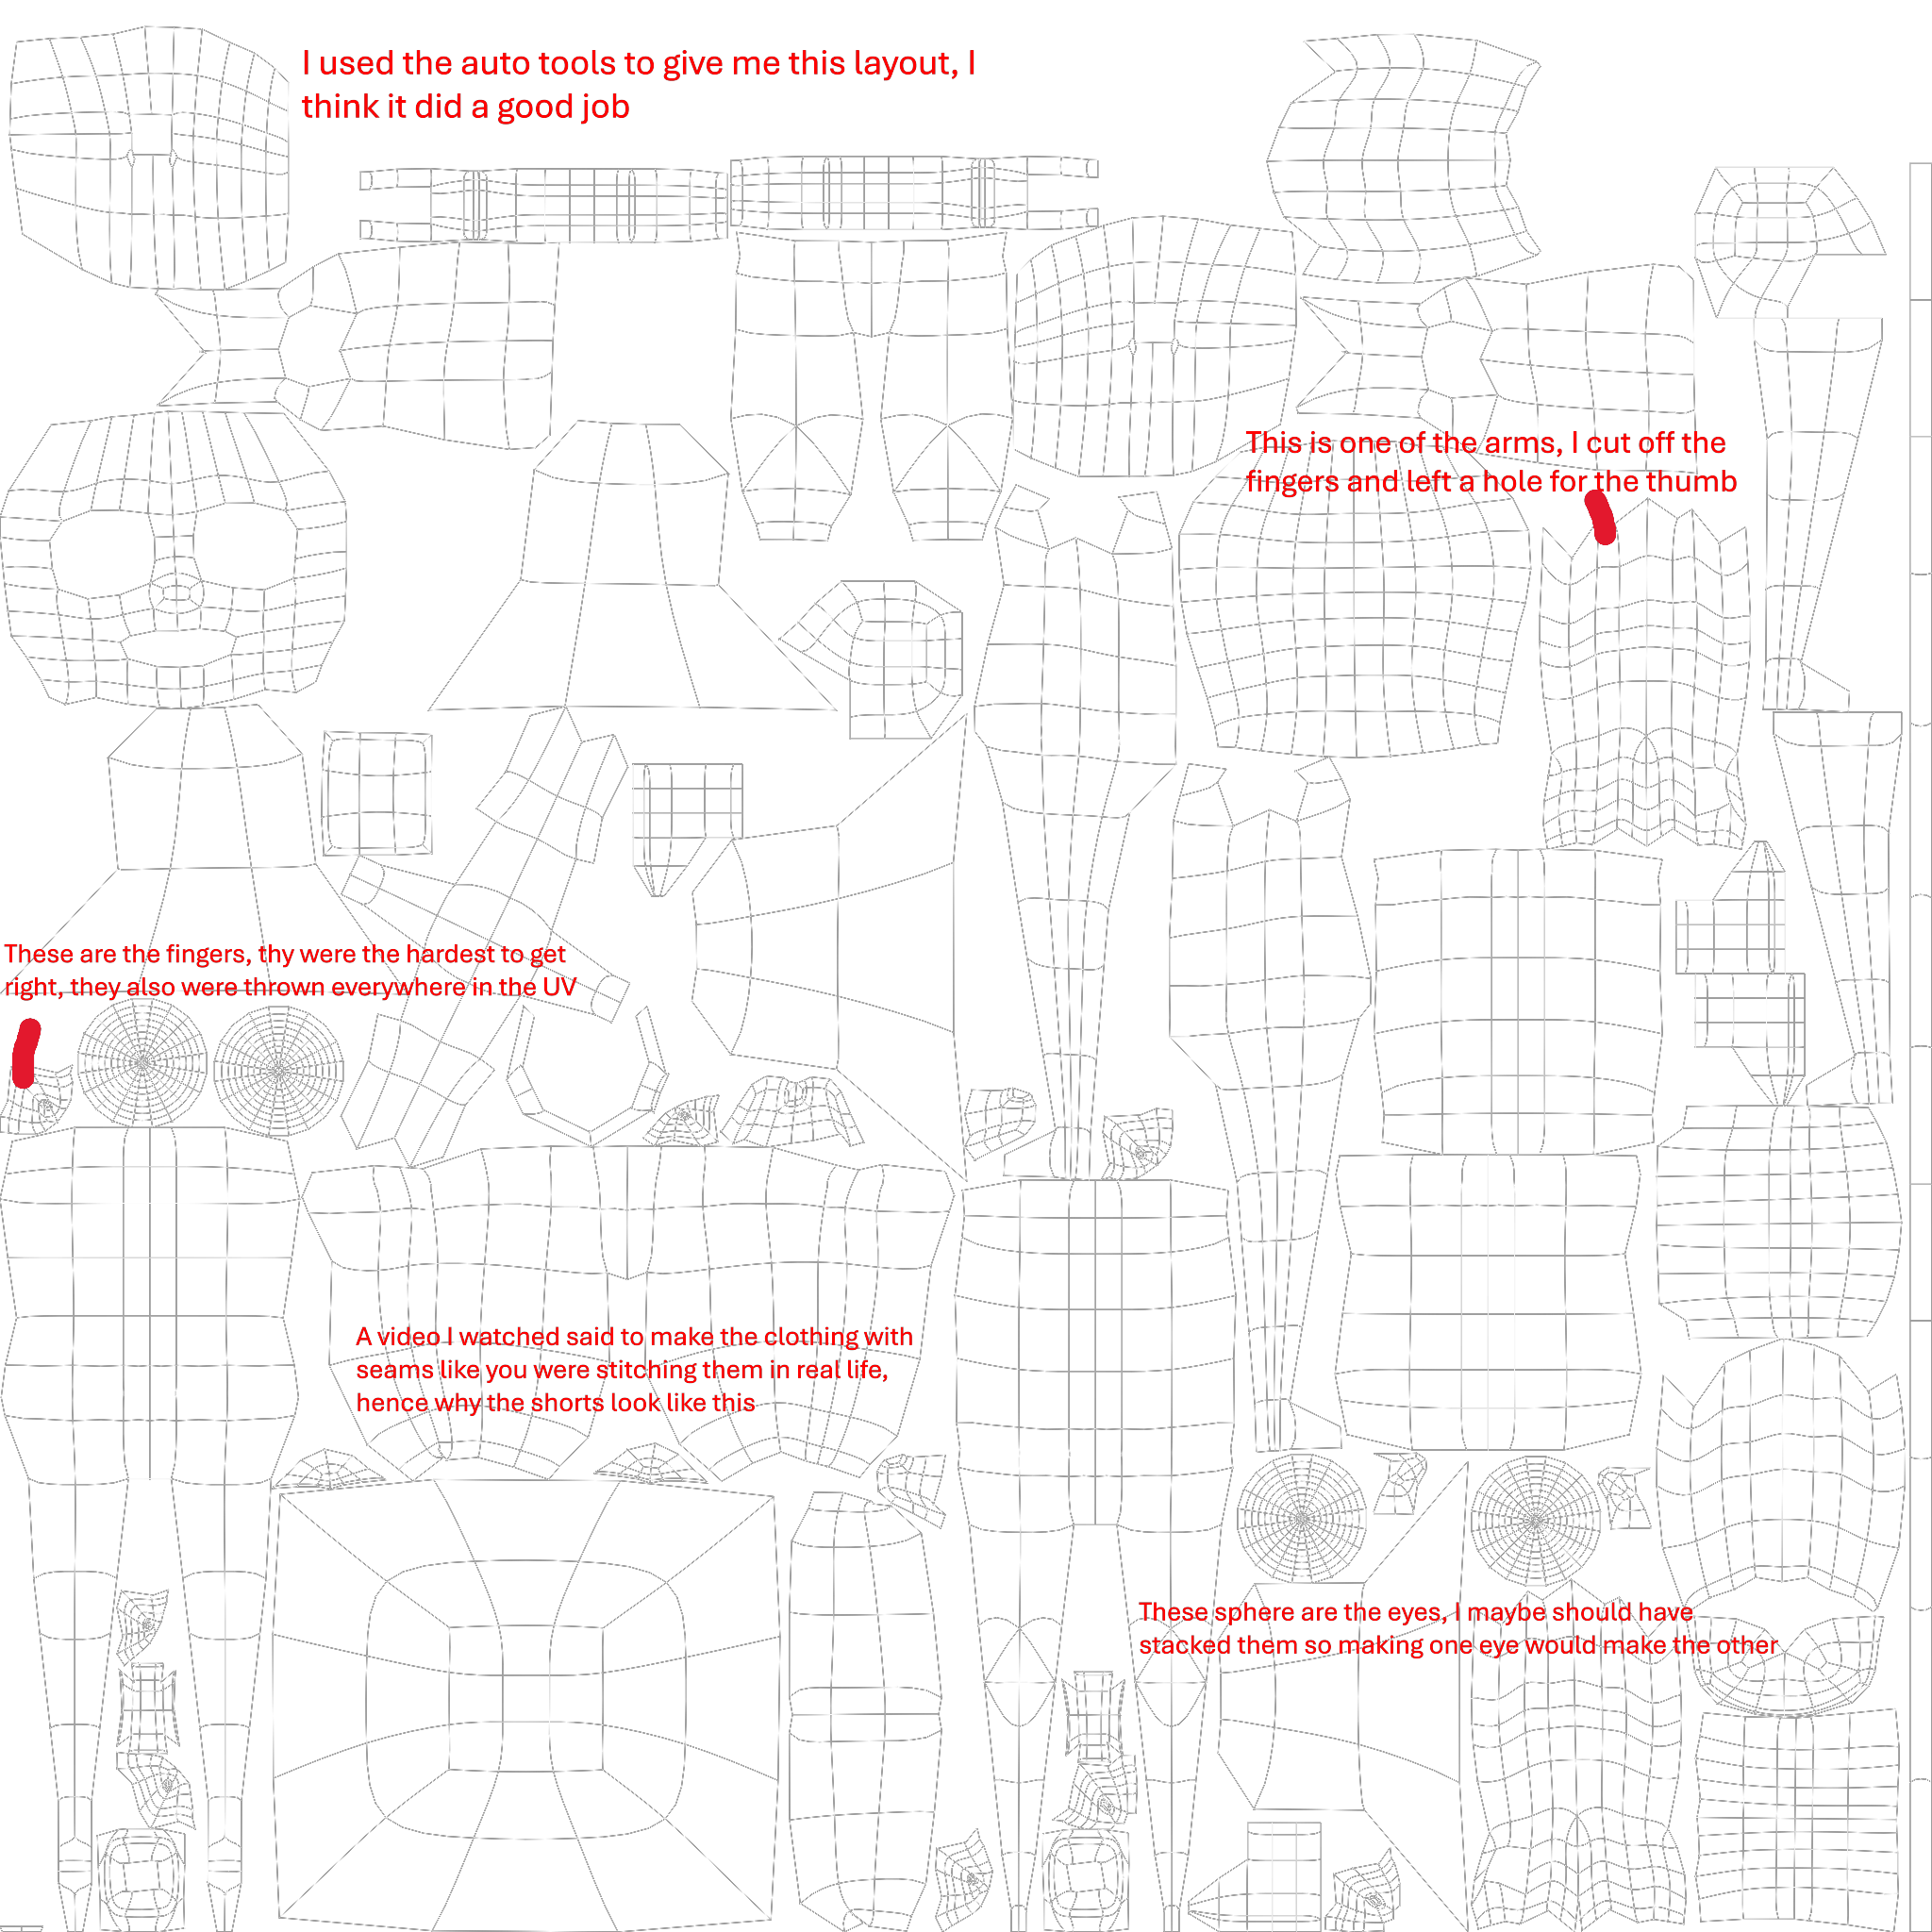 I used the auto tools to give me this layout, I
think it did a good job
This is one of the arms, I cut off the
fingers and left a hole for the thumb
These are the fingers, thy were the hardest to get
right, they also were thrown everywhere in the UV
A video I watched said to make the clothing with
seams like you were stitching them in real life,
hence why the shorts look like this
These sphere are the eyes, I maybe should have
stacked them so making one eye would make the other